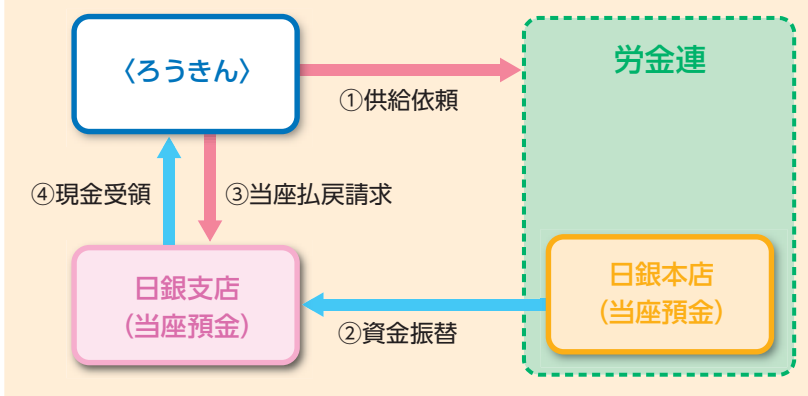 〈ろうきん〉
労金連
①供給依頼
④現金受領
③当座払戻請求
日銀支店
(当座預金)
日銀本店
(当座預金)
②資金振替